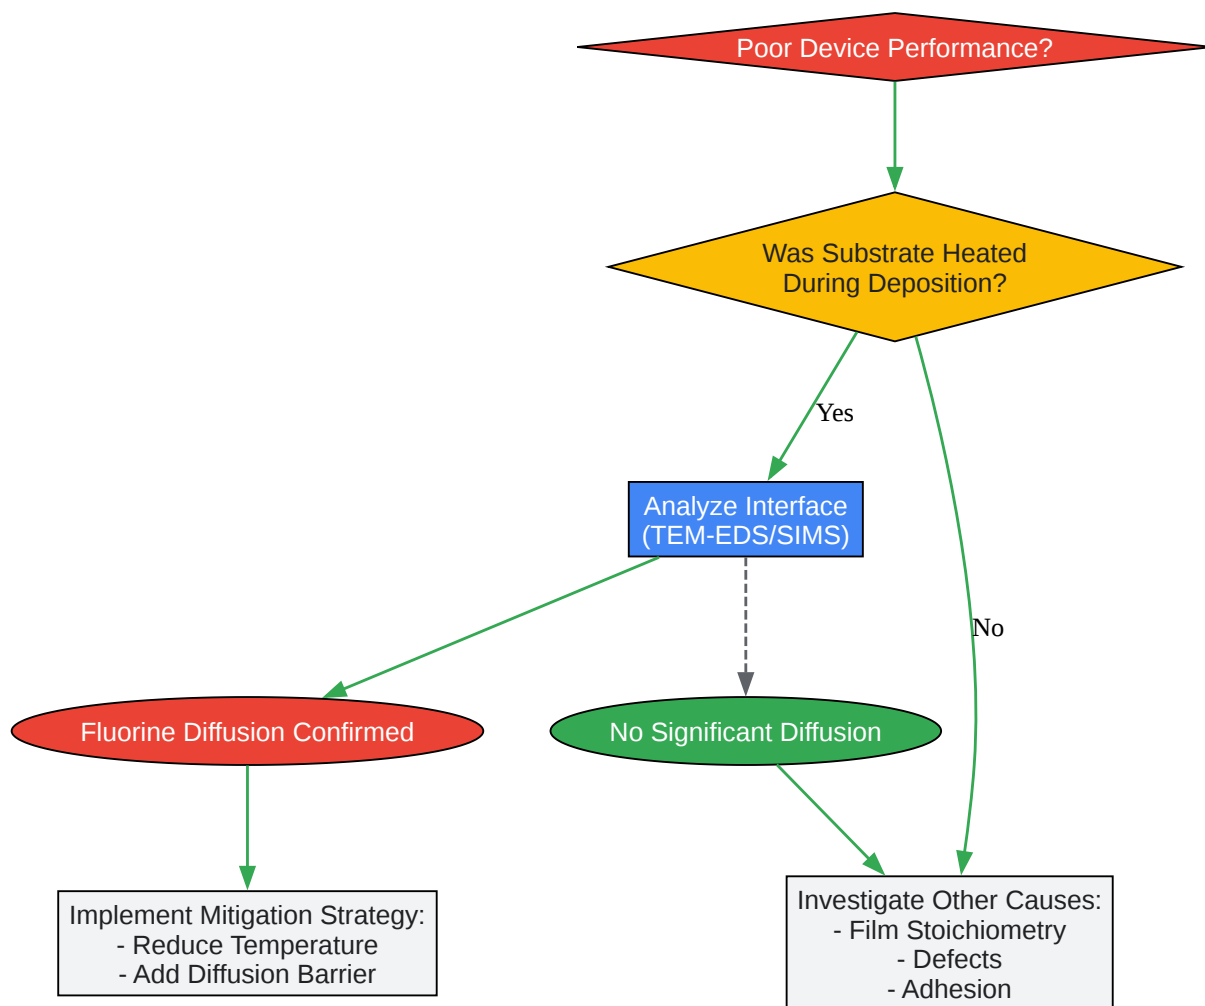 Poor Device Performance?
Was Substrate Heated
During Deposition?
Yes
Analyze Interface
(TEM-EDS/SIMS)
No
Fluorine Diffusion Confirmed
No Significant Diffusion
Implement Mitigation Strategy:
- Reduce Temperature
- Add Diffusion Barrier
Investigate Other Causes:
- Film Stoichiometry
- Defects
- Adhesion